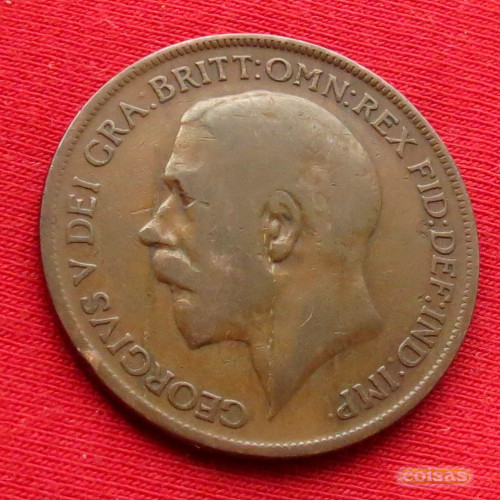 GEORGIVS V DEI GRA: BRITT: OMN: REX FID: DEF: IND: IMP:
coisas